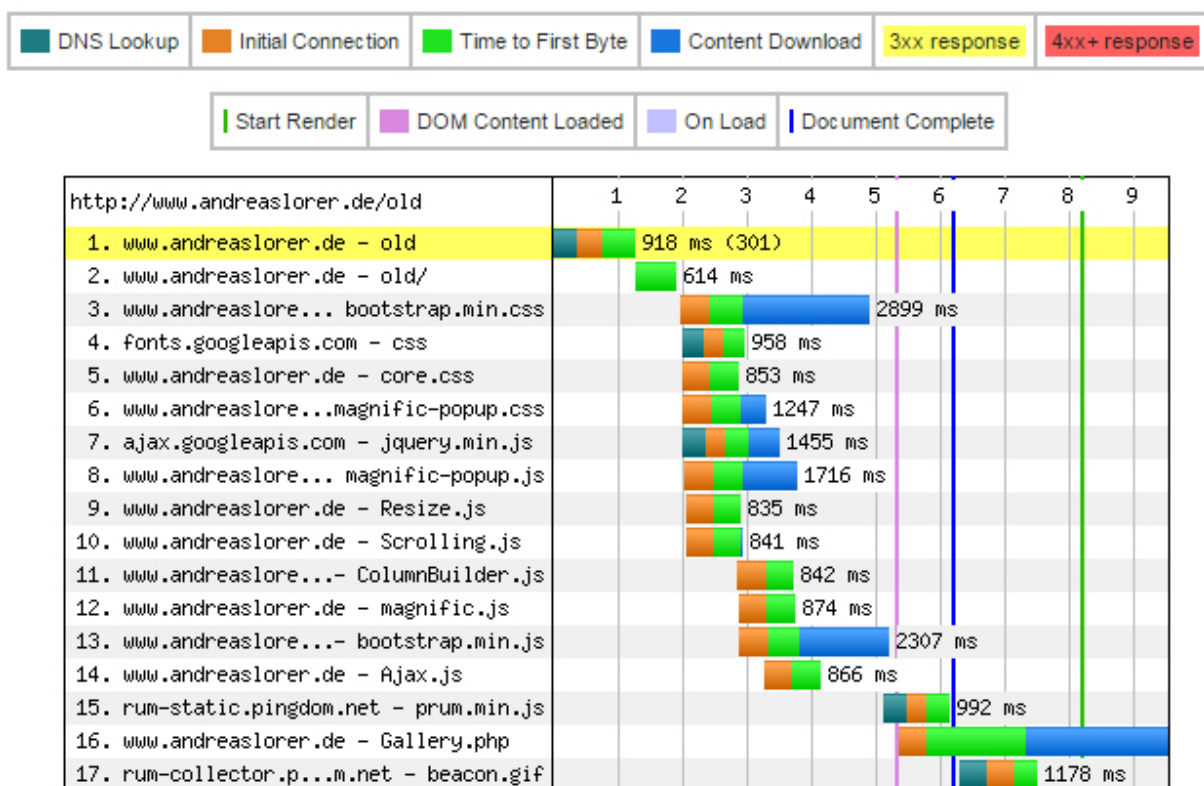 DNS Lookup Initial Connection Time to First Byte Content Download 3xx response 4xx+ response
Start Render DOM Content Loaded On Load Document Complete
http://www.andreaslorer.de/old 1 2 3 4 5 6 7 8 9
1. www.andreaslorer.de - old 918 ms (301)
2. www.andreaslorer.de - old/ 614 ms
3. www.andreaslore... bootstrap.min.css 2899 ms
4. fonts.googleapis.com - css 958 ms
5. www.andreaslorer.de - core.css 853 ms
6. www.andreaslore...magnific-popup.css 1247 ms
7. ajax.googleapis.com - jquery.min.js 1455 ms
8. www.andreaslore... magnific-popup.js 1716 ms
9. www.andreaslorer.de - Resize.js 835 ms
10. www.andreaslorer.de - Scrolling.js 841 ms
11. www.andreaslore...- ColumnBuilder.js 842 ms
12. www.andreaslorer.de - magnific.js 874 ms
13. www.andreaslore...- bootstrap.min.js 2307 ms
14. www.andreaslorer.de - Ajax.js 866 ms
15. rum-static.pingdom.net - prum.min.js 992 ms
16. www.andreaslorer.de - Gallery.php
17. rum-collector.p...m.net - beacon.gif 1178 ms